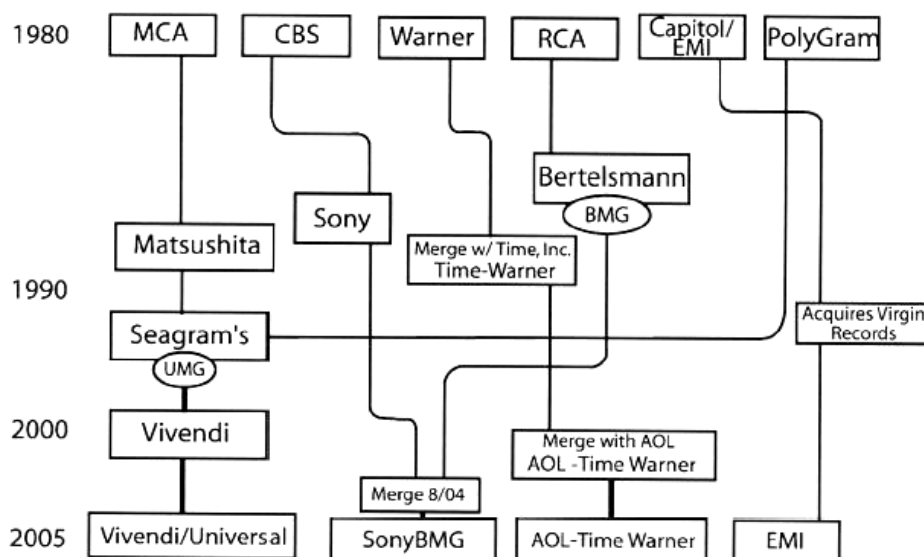 1980
MCA
CBS
Warner
RCA
Capitol/
EMI
PolyGram
Bertelsmann
BMG
Sony
Matsushita
Merge w/ Time, Inc.
Time-Warner
1990
Seagram's
UMG
Acquires Virgin
Records
2000
Vivendi
Merge with AOL
AOL -Time Warner
Merge 8/04
2005
Vivendi/Universal
SonyBMG
AOL-Time Warner
EMI